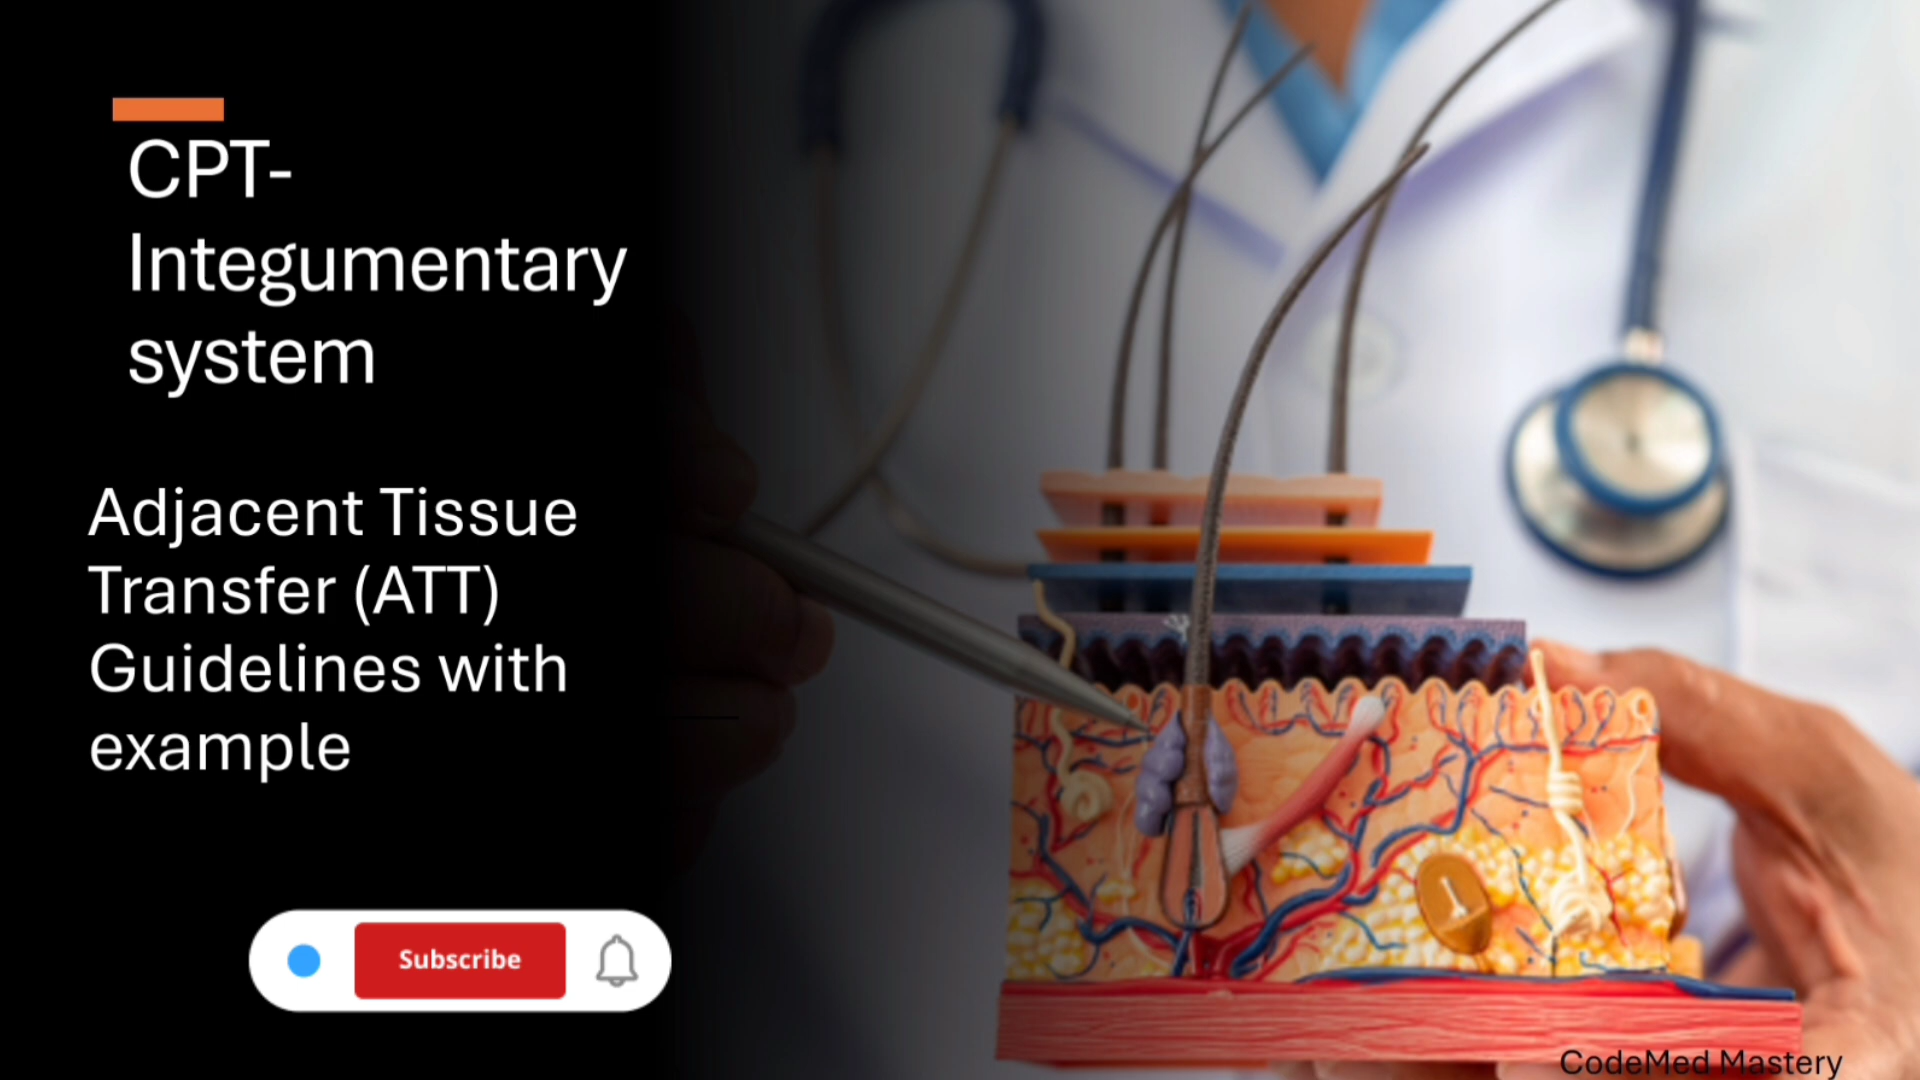 CPT-
Integumentary
system
Adjacent Tissue
Transfer (ATT)
Guidelines with
example
Subscribe
CodeMed Mastery